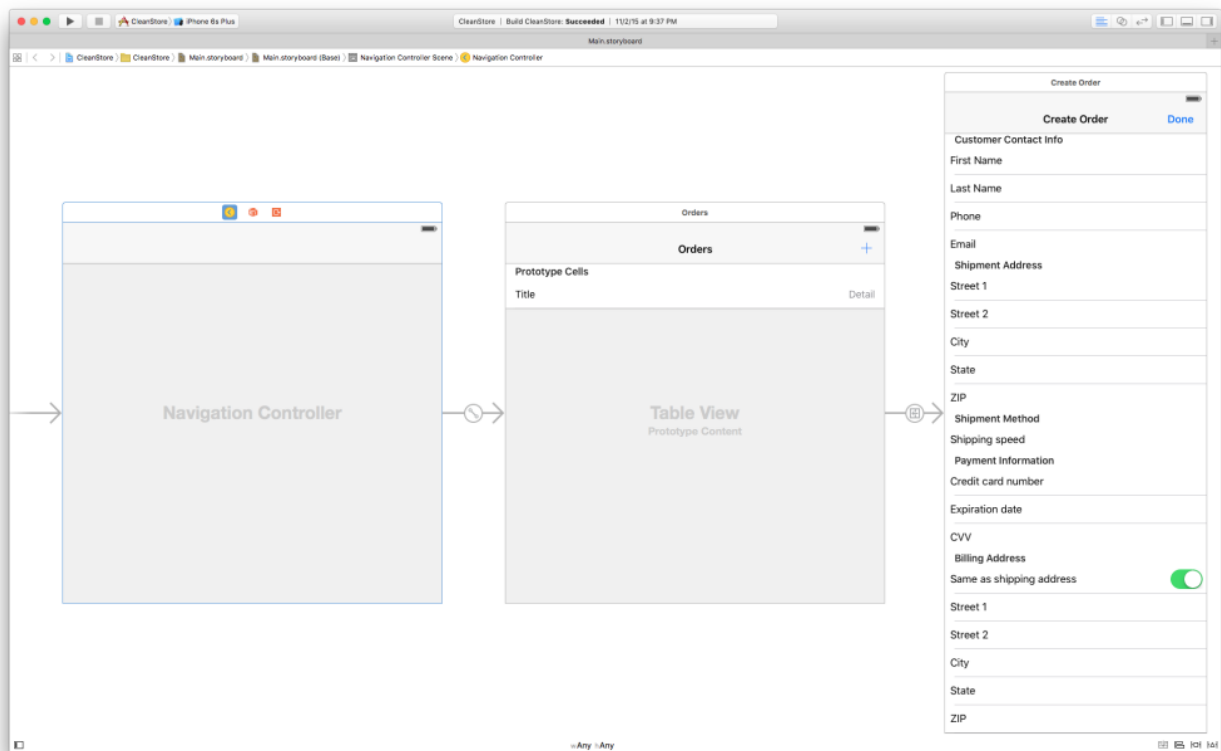 CleanStore iPhone 6s Plus
CleanStore | Build CleanStore: Succeeded | 11/2/15 at 9:37 PM
Main.storyboard
CleanStore CleanStore Main.storyboard Main.storyboard (Base) Navigation Controller Scene Navigation Controller
Navigation Controller
Orders
Orders
Prototype Cells
Title Detail
Table View
Prototype Content
Create Order
Create Order Done
Customer Contact Info
First Name
Last Name
Phone
Email
Shipment Address
Street 1
Street 2
City
State
ZIP
Shipment Method
Shipping speed
Payment Information
Credit card number
Expiration date
CVV
Billing Address
Same as shipping address
Street 1
Street 2
City
State
ZIP
wAny hAny